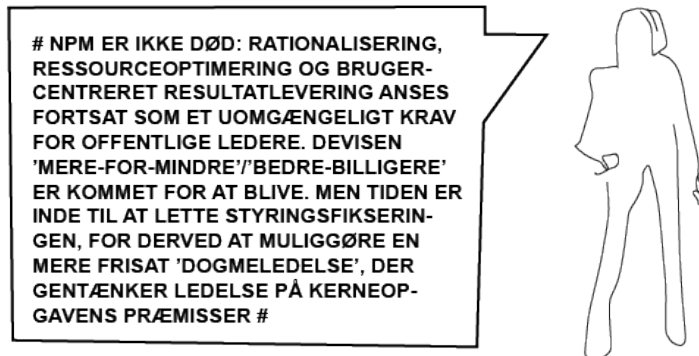 # NPM ER IKKE DØD: RATIONALISERING,
RESSOURCEOPTIMERING OG BRUGER-
CENTRERET RESULTATLEVERING ANSES
FORTSAT SOM ET UOMGÆNGELIGT KRAV
FOR OFFENTLIGE LEDERE. DEVISEN
'MERE-FOR-MINDRE'/'BEDRE-BILLIGERE'
ER KOMMET FOR AT BLIVE. MEN TIDEN ER
INDE TIL AT LETTE STYRINGSFIKSERIN-
GEN, FOR DERVED AT MULIGGØRE EN
MERE FRISAT 'DOGMELEDELSE', DER
GENTÆNKER LEDELSE PÅ KERNEOP-
GAVENS PRÆMISSER #